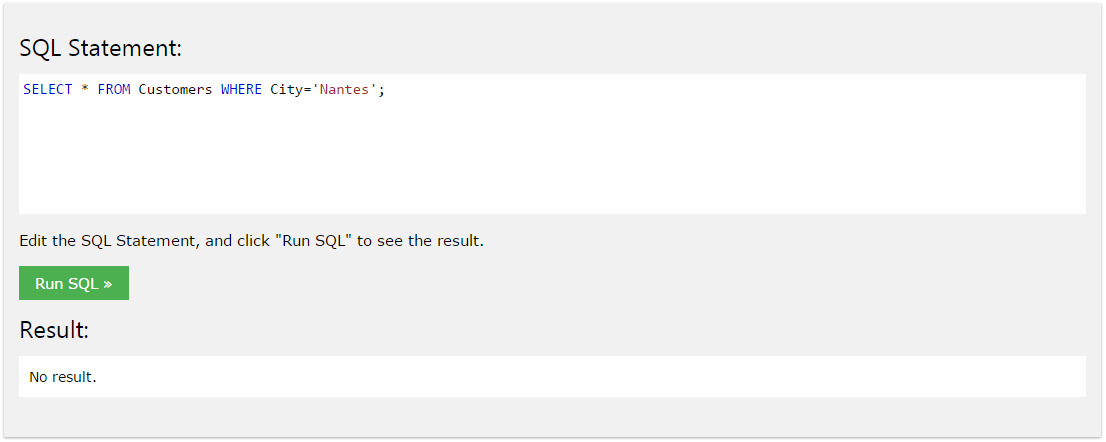 SQL Statement:
SELECT * FROM Customers WHERE City='Nantes';
Edit the SQL Statement, and click "Run SQL" to see the result.
Run SQL »
Result:
No result.